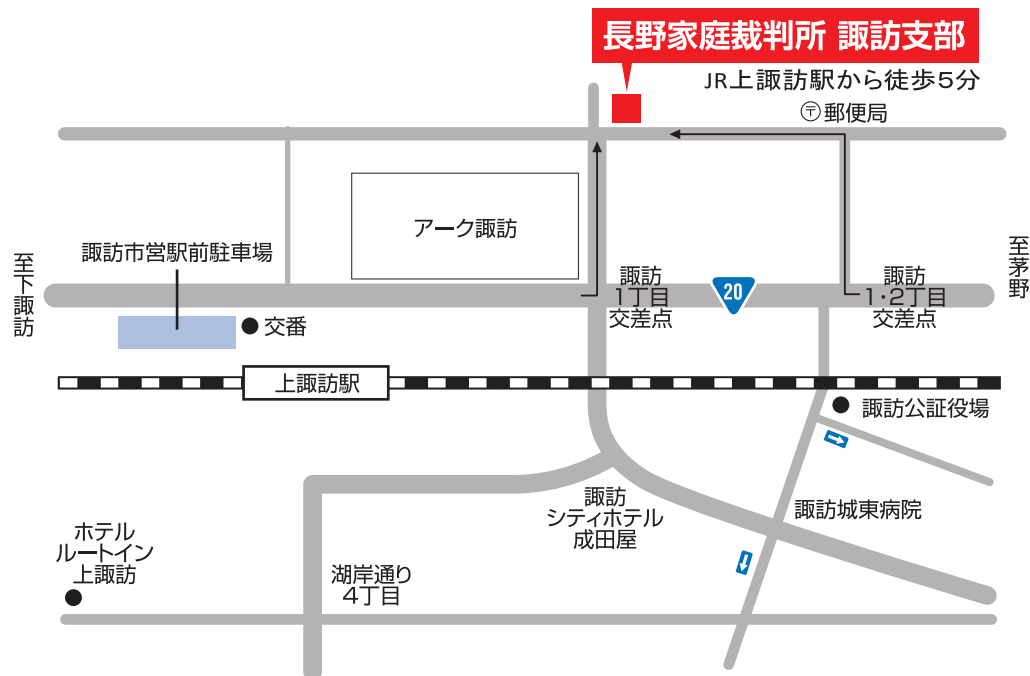 長野家庭裁判所 諏訪支部
JR上諏訪駅から徒歩5分
〒郵便局
アーク諏訪
諏訪市営駅前駐車場
至下諏訪
至茅野
諏訪
1丁目
交差点
20
諏訪
1・2丁目
交差点
交番
上諏訪駅
諏訪公証役場
諏訪
シティホテル
成田屋
諏訪城東病院
ホテル
ルートイン
上諏訪
湖岸通り
4丁目